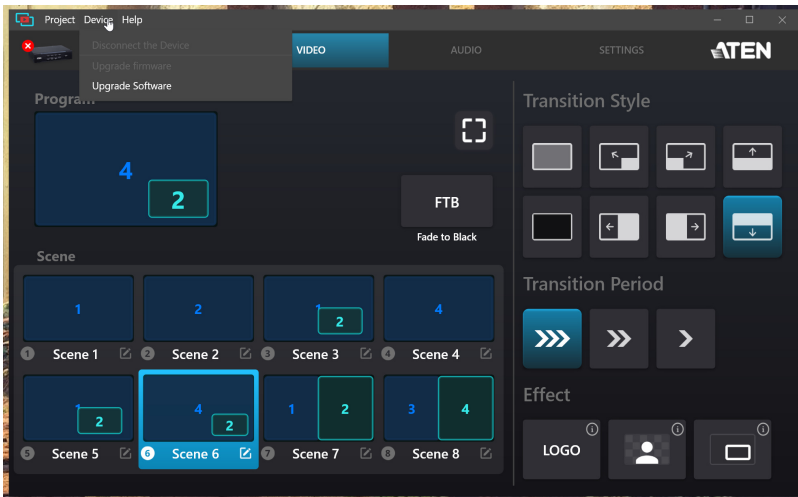 Project Device Help
Disconnect the Device
Upgrade firmware
Upgrade Software
VIDEO
AUDIO
SETTINGS
ATEN
Program
4
2
FTB
Fade to Black
Scene
1
2
1
2
4
1 Scene 1
2 Scene 2
3 Scene 3
4 Scene 4
1
2
4
2
1
2
3
4
5 Scene 5
6 Scene 6
7 Scene 7
8 Scene 8
Transition Style
Transition Period
Effect
LOGO